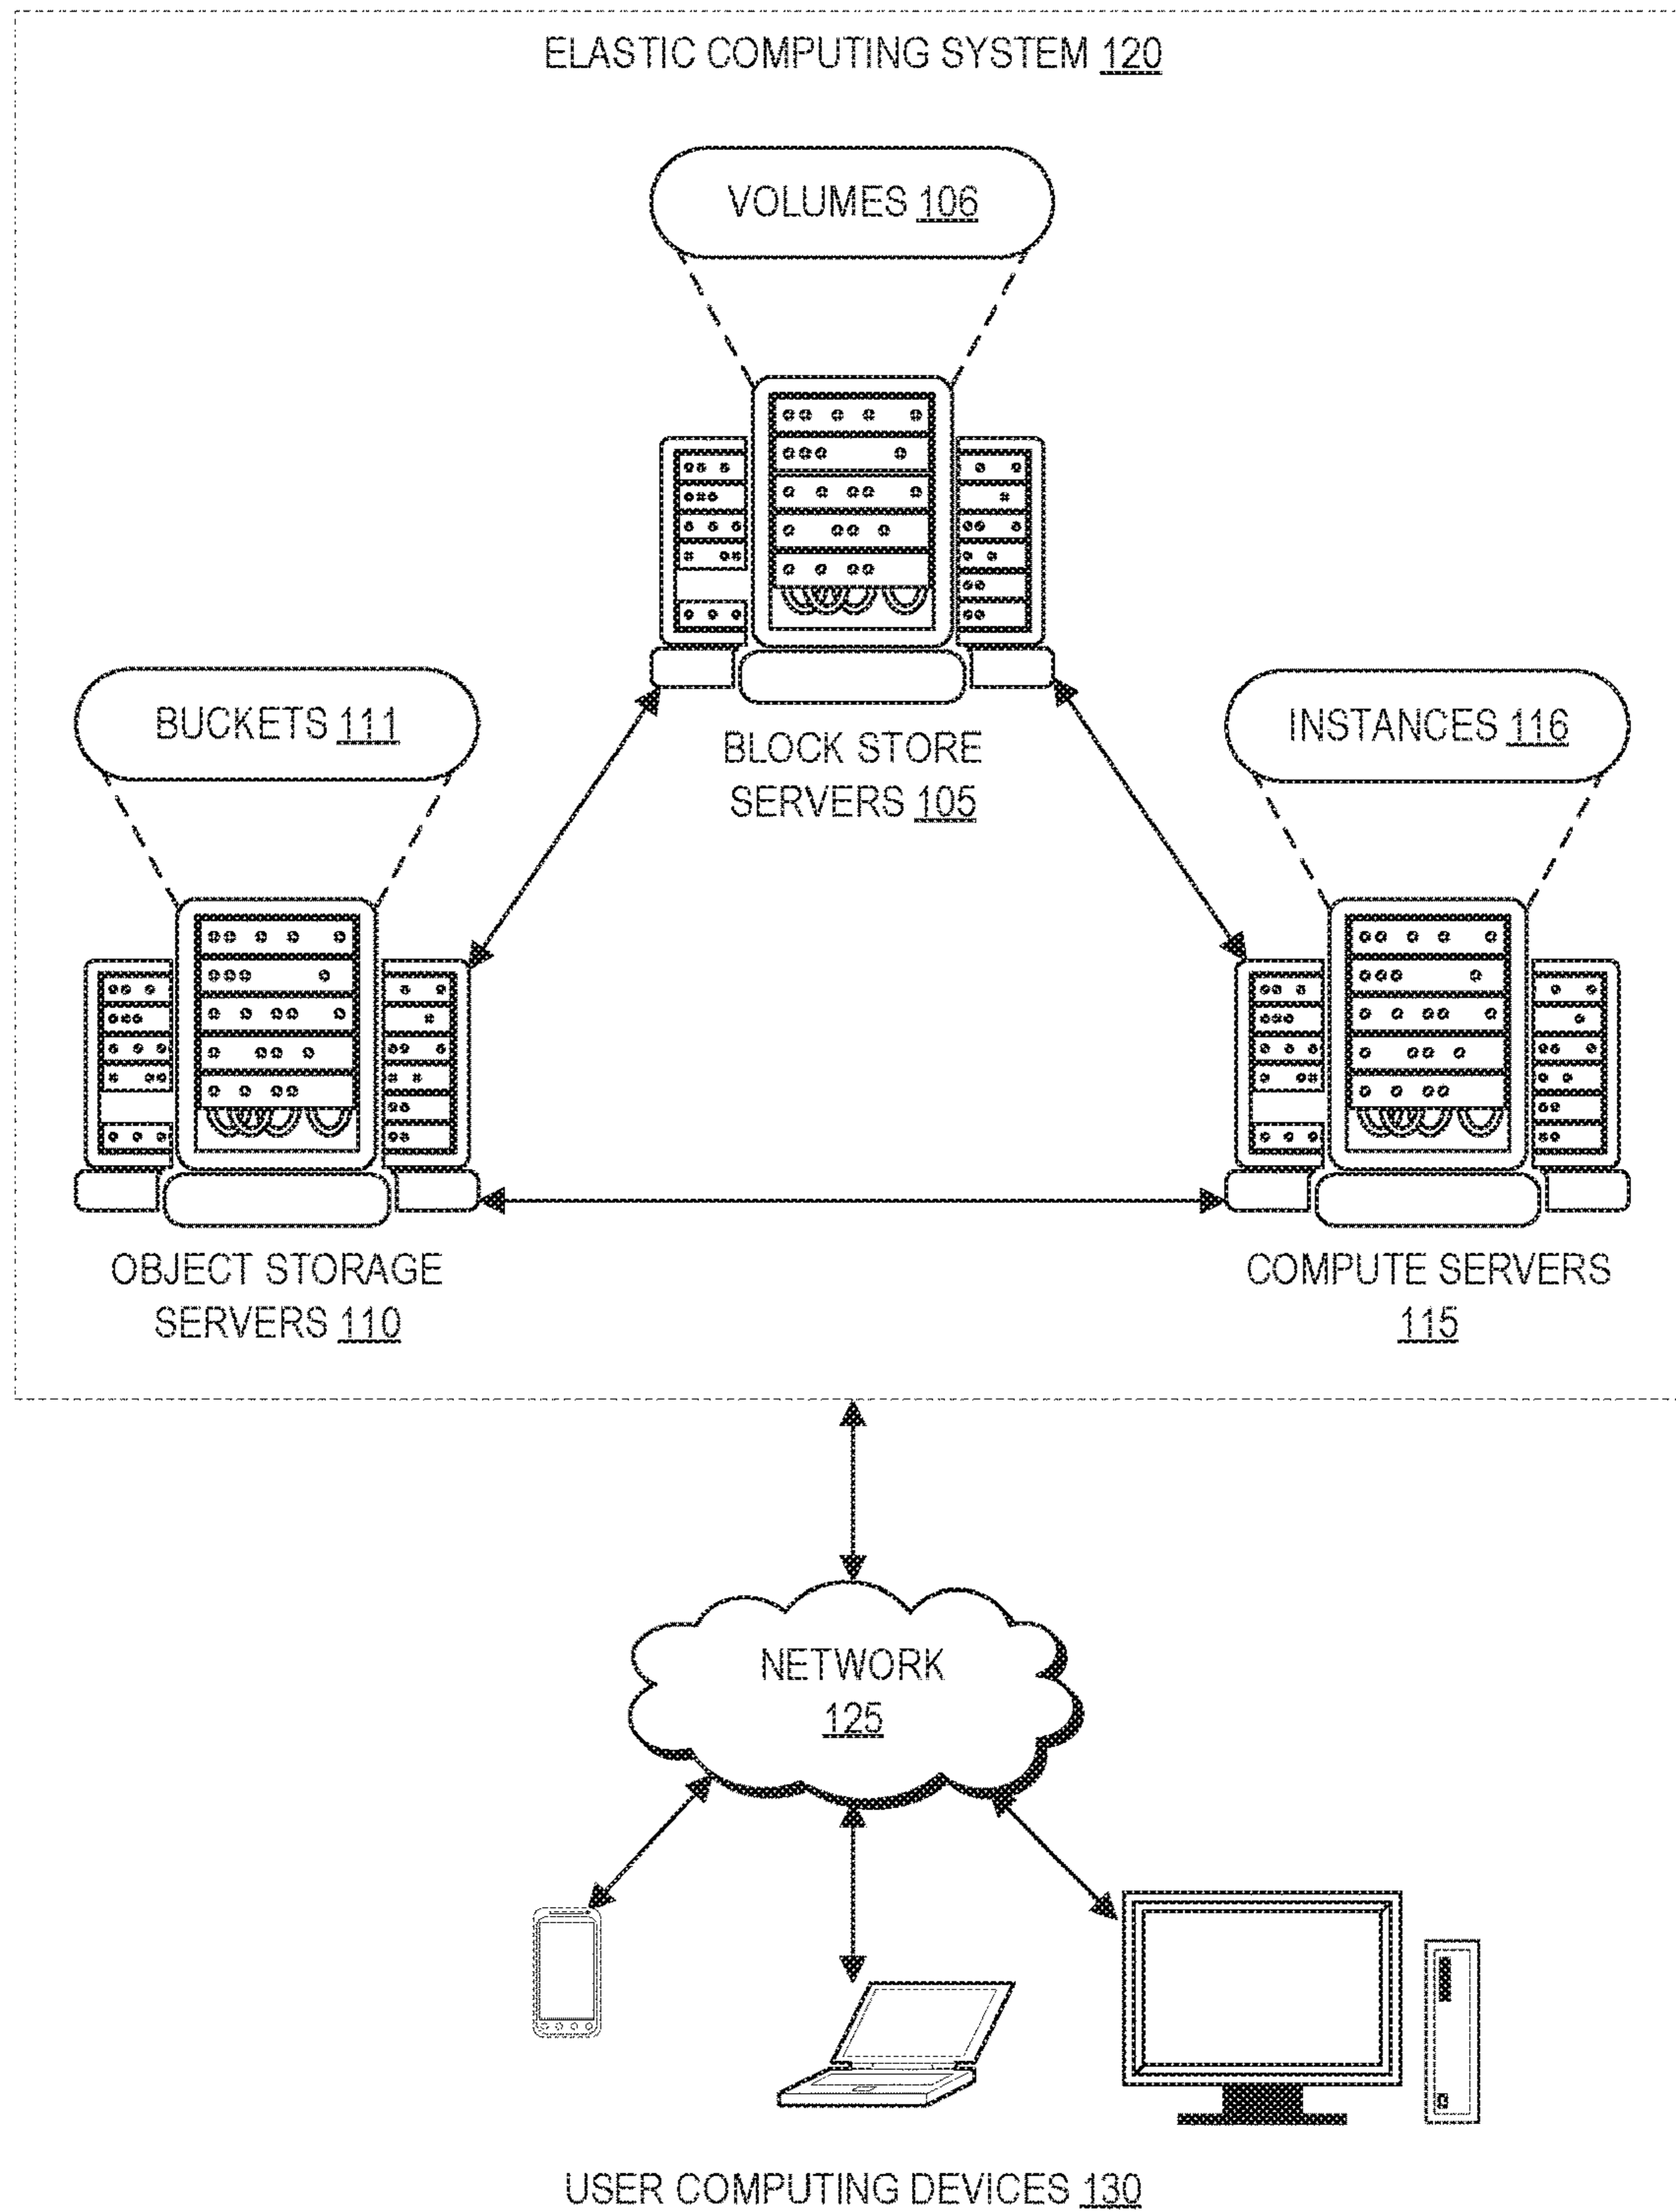 ELASTIC COMPUTING SYSTEM 120
VOLUMES 106
BLOCK STORE
SERVERS 105
BUCKETS 111
INSTANCES 116
OBJECT STORAGE
SERVERS 110
COMPUTE SERVERS
115
NETWORK
125
USER COMPUTING DEVICES 130